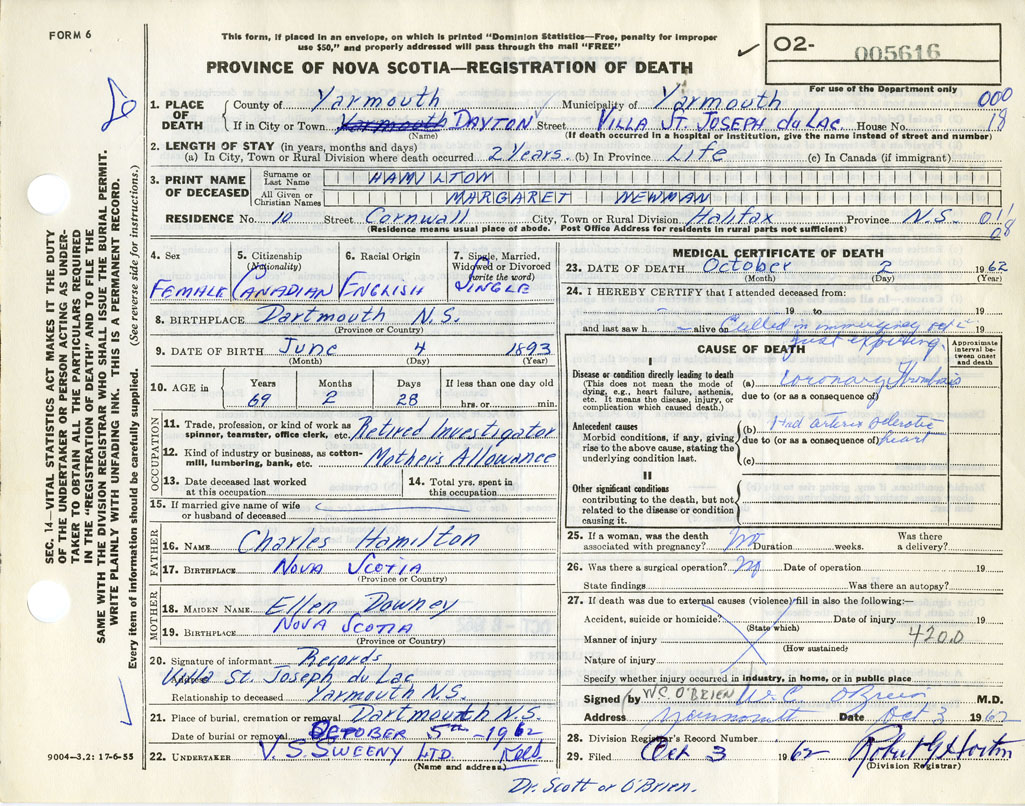 FORM 6
This form, if placed in an envelope, on which is printed "Dominion Statistics—Free, penalty for improper
use $50," and properly addressed will pass through the mail "FREE"
PROVINCE OF NOVA SCOTIA—REGISTRATION OF DEATH
O2- 005616
For use of the Department only
SEC. 14—VITAL STATISTICS ACT MAKES IT THE DUTY
OF THE UNDERTAKER OR PERSON ACTING AS UNDER-
TAKER TO OBTAIN ALL THE PARTICULARS REQUIRED
IN THE "REGISTRATION OF DEATH" AND TO FILE THE
SAME WITH THE DIVISION REGISTRAR WHO SHALL ISSUE THE BURIAL PERMIT.
WRITE PLAINLY WITH UNFADING INK. THIS IS A PERMANENT RECORD.
Every item of information should be carefully supplied. (See reverse side for instructions.)
1. PLACE OF DEATH County of Yarmouth Municipality of Yarmouth 000
If in City or Town Yarmouth DAYTON Street VILLA ST. JOSEPH du LAC House No. 18
(Name) (If death occurred in a hospital or institution, give the name instead of street and number)
2. LENGTH OF STAY (in years, months and days)
(a) In City, Town or Rural Division where death occurred 2 Years. (b) In Province Life (c) In Canada (if immigrant)
3. PRINT NAME OF DECEASED Surname or Last Name HAMILTON
All Given or Christian Names MARGARET NEWMAN
RESIDENCE No. 10 Street Cornwall City, Town or Rural Division Halifax Province N.S. 01
(Residence means usual place of abode. Post Office Address for residents in rural parts not sufficient) 08
4. Sex 5. Citizenship (Nationality) 6. Racial Origin 7. Single, Married, Widowed or Divorced (write the word)
FEMALE CANADIAN ENGLISH SINGLE
8. BIRTHPLACE Dartmouth N.S.
(Province or Country)
9. DATE OF BIRTH June 4 1893
(Month) (Day) (Year)
10. AGE in Years Months Days If less than one day old
69 2 28 hrs. or min.
OCCUPATION
11. Trade, profession, or kind of work as
spinner, teamster, office clerk, etc. Retired Investigator
12. Kind of industry or business, as cotton-
mill, lumbering, bank, etc. Mother's Allowance
13. Date deceased last worked at this occupation 14. Total yrs. spent in this occupation
15. If married give name of wife
or husband of deceased
FATHER
16. NAME Charles Hamilton
17. BIRTHPLACE NOVA SCOTIA
(Province or Country)
MOTHER
18. MAIDEN NAME Ellen Downey
19. BIRTHPLACE NOVA SCOTIA
(Province or Country)
20. Signature of informant Records
Address Villa St. Joseph du Lac
Relationship to deceased Yarmouth N.S.
21. Place of burial, cremation or removal Dartmouth N.S.
Date of burial or removal OCTOBER 5th 1962
22. UNDERTAKER V.S SWEENY LTD.
(Name and address)
9004-3.2: 17-6-55
MEDICAL CERTIFICATE OF DEATH
23. DATE OF DEATH October 2 1962
(Month) (Day) (Year)
24. I HEREBY CERTIFY that I attended deceased from:
19 to 19
and last saw h alive on Called in 19
just expiring.
CAUSE OF DEATH
Approximate interval between onset and death
I
Disease or condition directly leading to death
(This does not mean the mode of
dying, e.g., heart failure, asthenia,
etc. It means the disease, injury, or
complication which caused death.)
(a) Coronary
due to (or as a consequence of)
Antecedent causes
Morbid conditions, if any, giving
rise to the above cause, stating the
underlying condition last.
(b) Had arterio sclerotic
due to (or as a consequence of) heart
(c)
II
Other significant conditions
contributing to the death, but not
related to the disease or condition
causing it.
25. If a woman, was the death Was there
associated with pregnancy? No Duration weeks. a delivery?
26. Was there a surgical operation? No Date of operation 19
State findings Was there an autopsy?
27. If death was due to external causes (violence) fill in also the following:—
Accident, suicide or homicide? Date of injury 19
(State which)
Manner of injury 4200
(How sustained)
Nature of injury
Specify whether injury occurred in industry, in home, or in public place
Signed by W.C. O'BRIEN W. C. O'Brien M.D.
Address Yarmouth Date Oct 3 1962
28. Division Registrar's Record Number
29. Filed Oct 3 1962 Robert G Horton
(Division Registrar)
Dr. Scott or O'Brien.